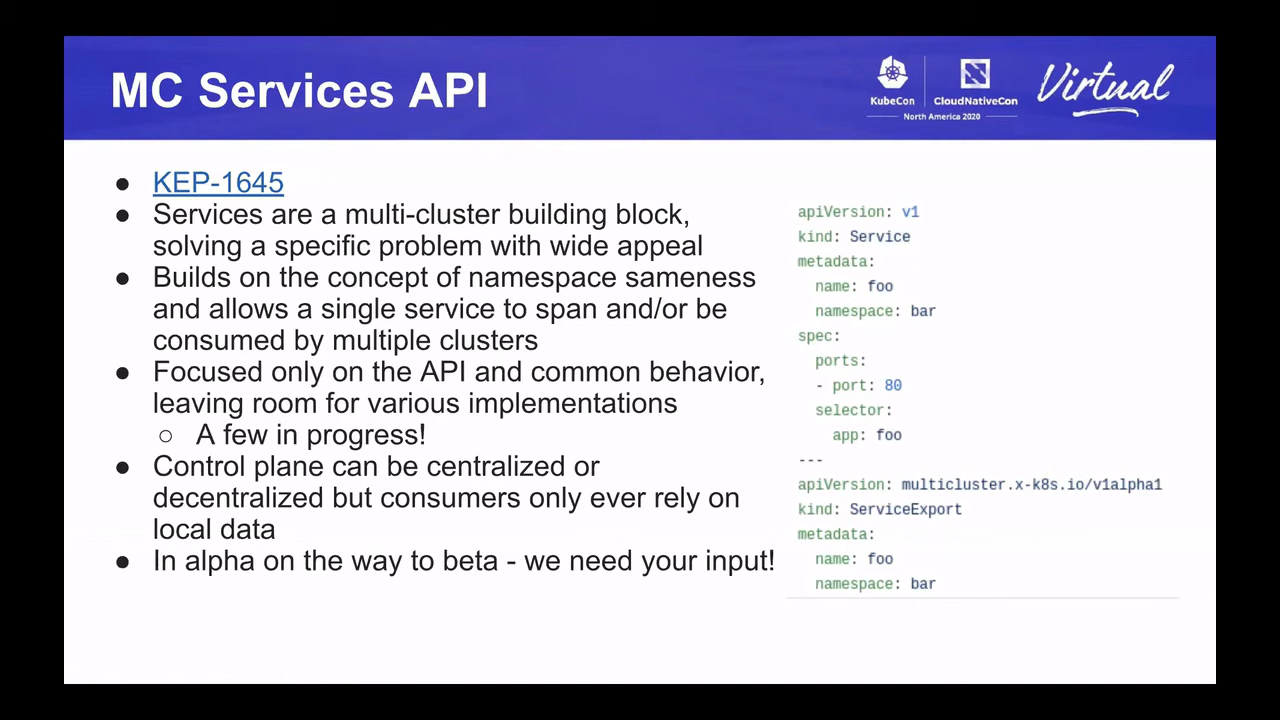 MC Services API
KubeCon
CloudNativeCon
North America 2020
Virtual
● KEP-1645
● Services are a multi-cluster building block,
solving a specific problem with wide appeal
● Builds on the concept of namespace sameness
and allows a single service to span and/or be
consumed by multiple clusters
● Focused only on the API and common behavior,
leaving room for various implementations
○ A few in progress!
● Control plane can be centralized or
decentralized but consumers only ever rely on
local data
● In alpha on the way to beta - we need your input!
apiVersion: v1
kind: Service
metadata:
  name: foo
  namespace: bar
spec:
  ports:
  - port: 80
  selector:
    app: foo
---
apiVersion: multicluster.x-k8s.io/v1alpha1
kind: ServiceExport
metadata:
  name: foo
  namespace: bar